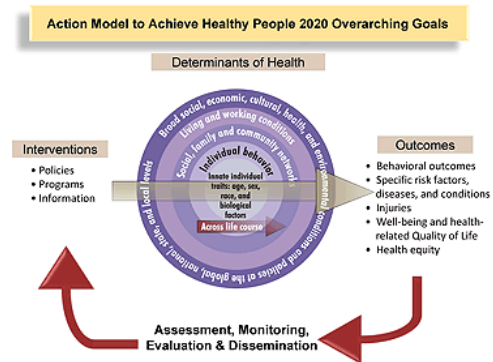 Action Model to Achieve Healthy People 2020 Overarching Goals
Determinants of Health
Broad social, economic, cultural, health, and environmental conditions and policies at the global, national, state, and local levels
Living and working conditions
Social, family and community networks
Individual behavior
Innate individual
traits: age, sex,
race, and
biological
factors
Across life course
Interventions
• Policies
• Programs
• Information
Outcomes
• Behavioral outcomes
• Specific risk factors,
diseases, and conditions
• Injuries
• Well-being and health-
related Quality of Life
• Health equity
Assessment, Monitoring,
Evaluation & Dissemination